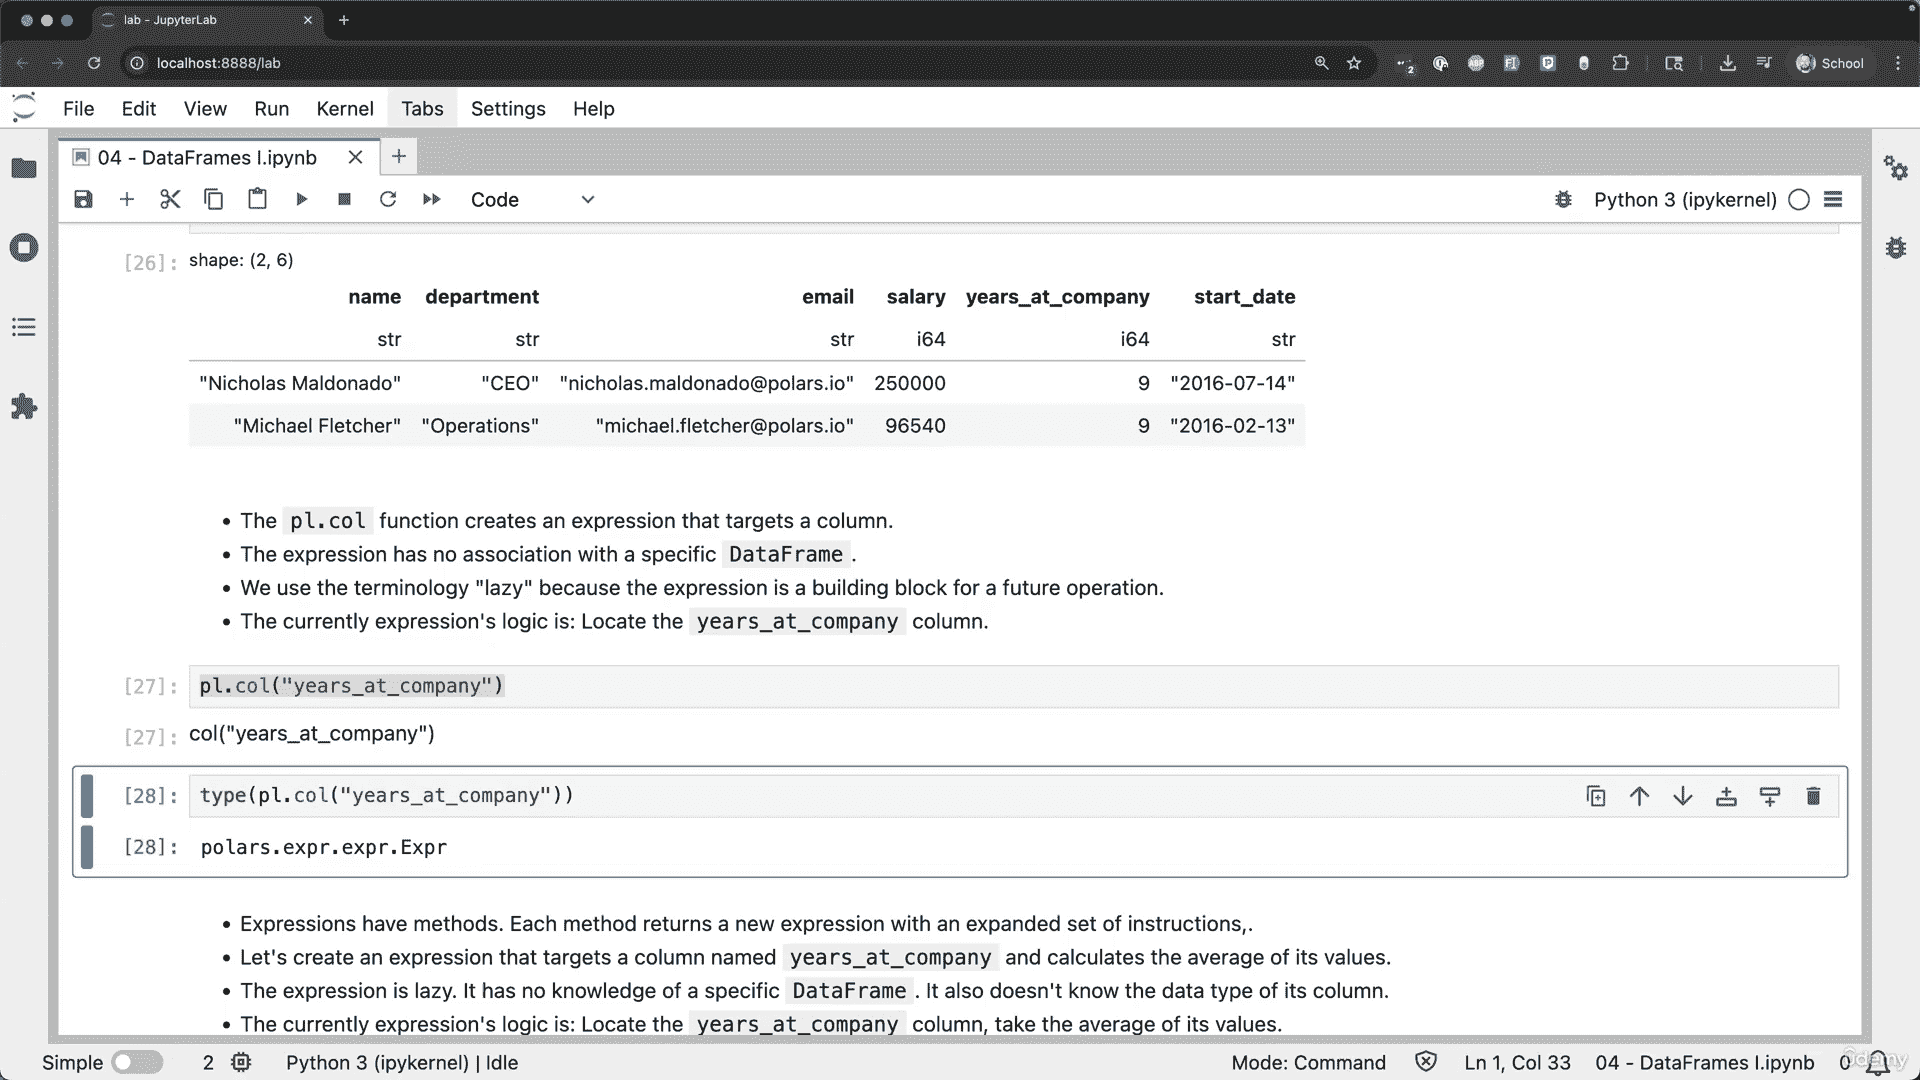 lab - JupyterLab
localhost:8888/lab
2
School
File Edit View Run Kernel Tabs Settings Help
04 - DataFrames I.ipynb
Code
Python 3 (ipykernel)
[26]: shape: (2, 6)
name department email salary years_at_company start_date
str str str i64 i64 str
"Nicholas Maldonado" "CEO" "nicholas.maldonado@polars.io" 250000 9 "2016-07-14"
"Michael Fletcher" "Operations" "michael.fletcher@polars.io" 96540 9 "2016-02-13"
• The pl.col function creates an expression that targets a column.
• The expression has no association with a specific DataFrame .
• We use the terminology "lazy" because the expression is a building block for a future operation.
• The currently expression's logic is: Locate the years_at_company column.
[27]: pl.col("years_at_company")
[27]: col("years_at_company")
[28]: type(pl.col("years_at_company"))
[28]: polars.expr.expr.Expr
• Expressions have methods. Each method returns a new expression with an expanded set of instructions,.
• Let's create an expression that targets a column named years_at_company and calculates the average of its values.
• The expression is lazy. It has no knowledge of a specific DataFrame . It also doesn't know the data type of its column.
• The currently expression's logic is: Locate the years_at_company column, take the average of its values.
Simple 2 Python 3 (ipykernel) | Idle Mode: Command Ln 1, Col 33 04 - DataFrames I.ipynb 0
udemy